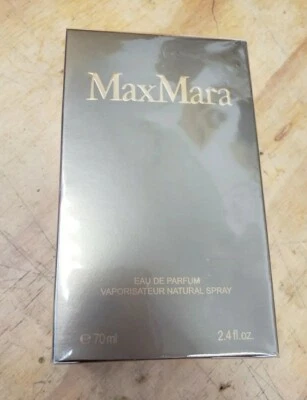 MaxMara
EAU DE PARFUM
VAPORISATEUR NATURAL SPRAY
e 70 ml 2.4 fl.oz.